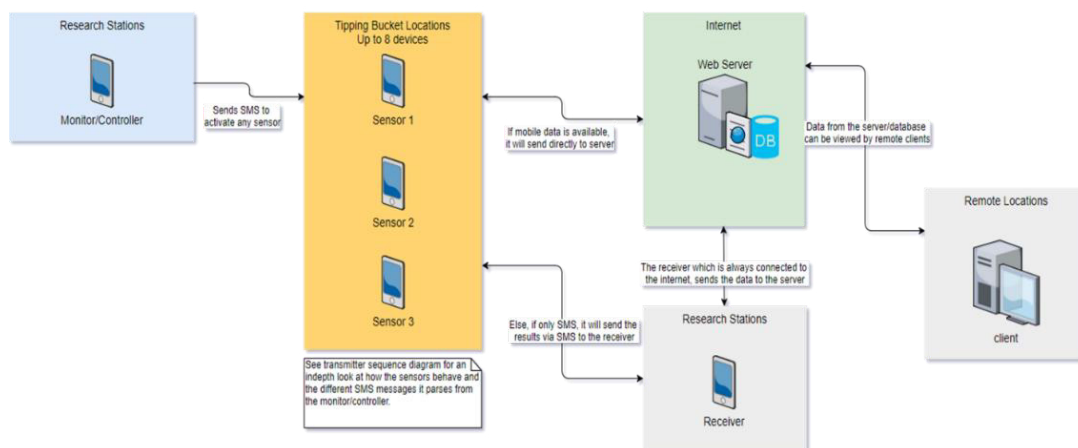 Research Stations
Monitor/Controller
Sends SMS to
activate any sensor
Tipping Bucket Locations
Up to 8 devices
Sensor 1
Sensor 2
Sensor 3
See transmitter sequence diagram for an
indepth look at how the sensors behave and
the different SMS messages it parses from
the monitor/controller.
If mobile data is available,
it will send directly to server
Else, if only SMS, it will send the
results via SMS to the receiver
Internet
Web Server
DB
Data from the server/database
can be viewed by remote clients
The receiver which is always connected to
the internet, sends the data to the server
Research Stations
Receiver
Remote Locations
client